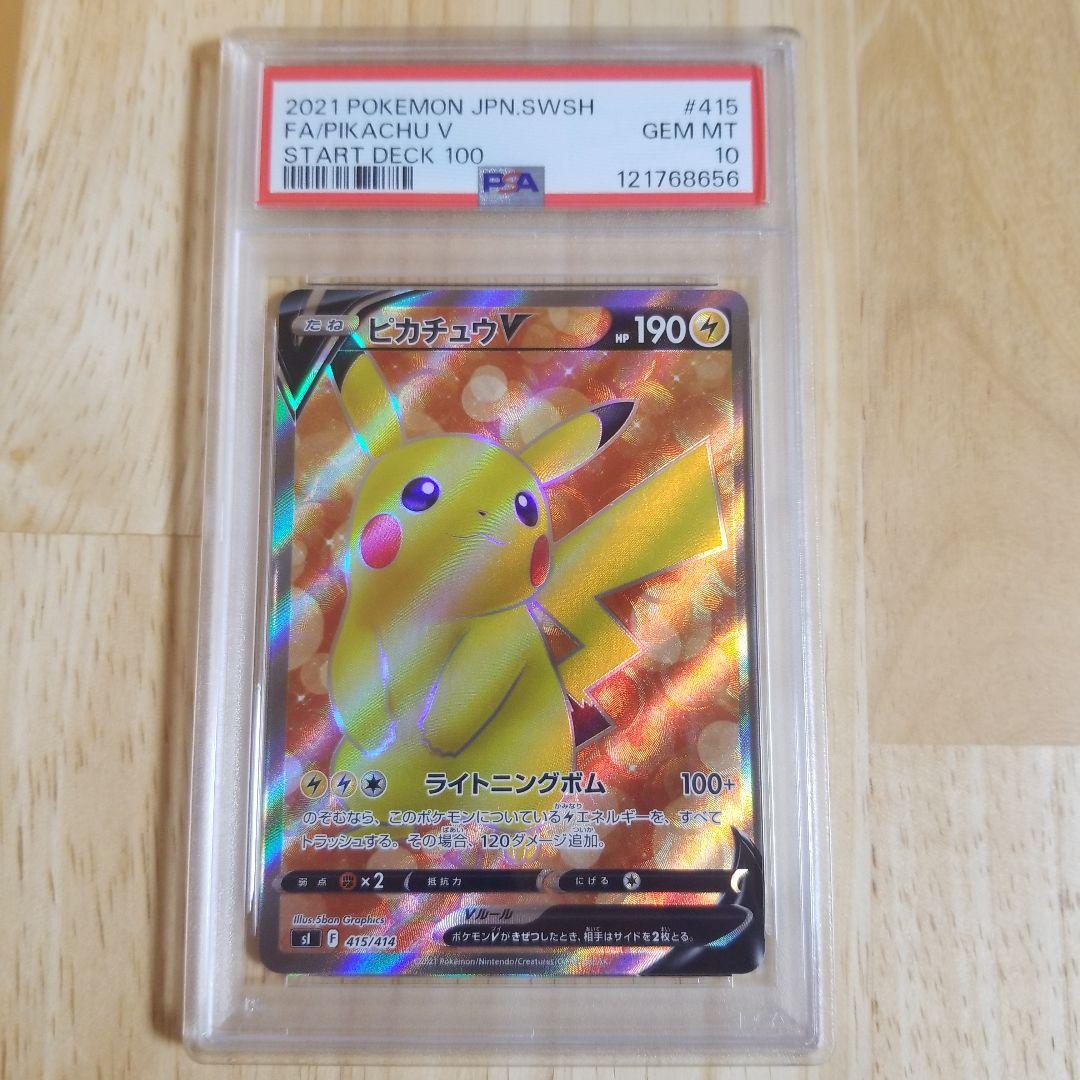 2021 POKEMON JPN.SWSH #415
FA/PIKACHU V GEM MT
START DECK 100 10
PSA 121768656
たね ピカチュウV HP 190
ライトニングボム 100+
のぞむなら、このポケモンについているエネルギーを、すべて
トラッシュする。その場合、120ダメージ追加。
弱点 ×2 抵抗力 にげる
Illus. 5ban Graphics Vルール
sI F 415/414 ポケモンVがきぜつしたとき、相手はサイドを2枚とる。
©2021 Pokémon/Nintendo/Creatures/